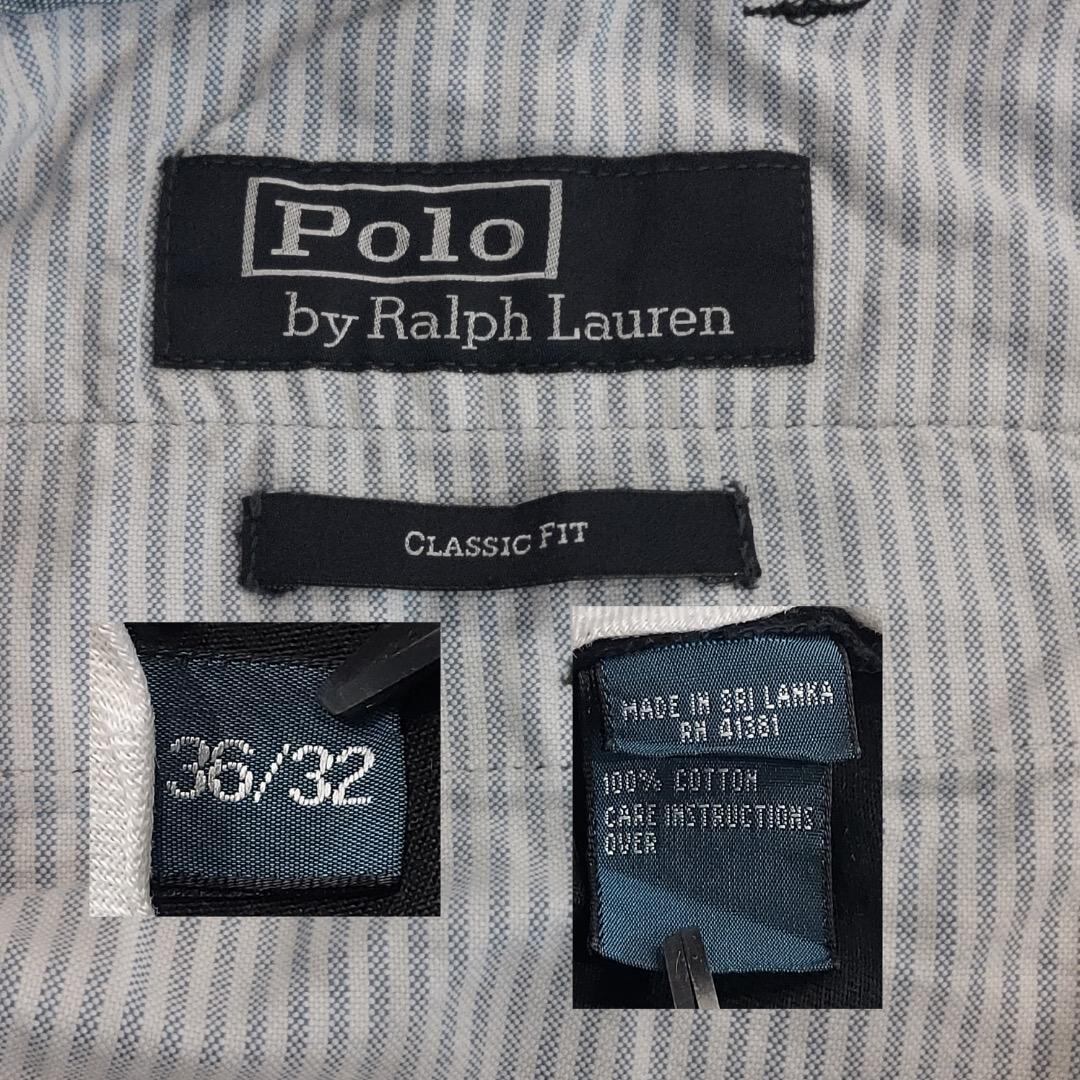 Polo
by Ralph Lauren
CLASSIC FIT
36/32
MADE IN SRI LANKA
RN 41381
100% COTTON
CARE INSTRUCTIONS
OVER